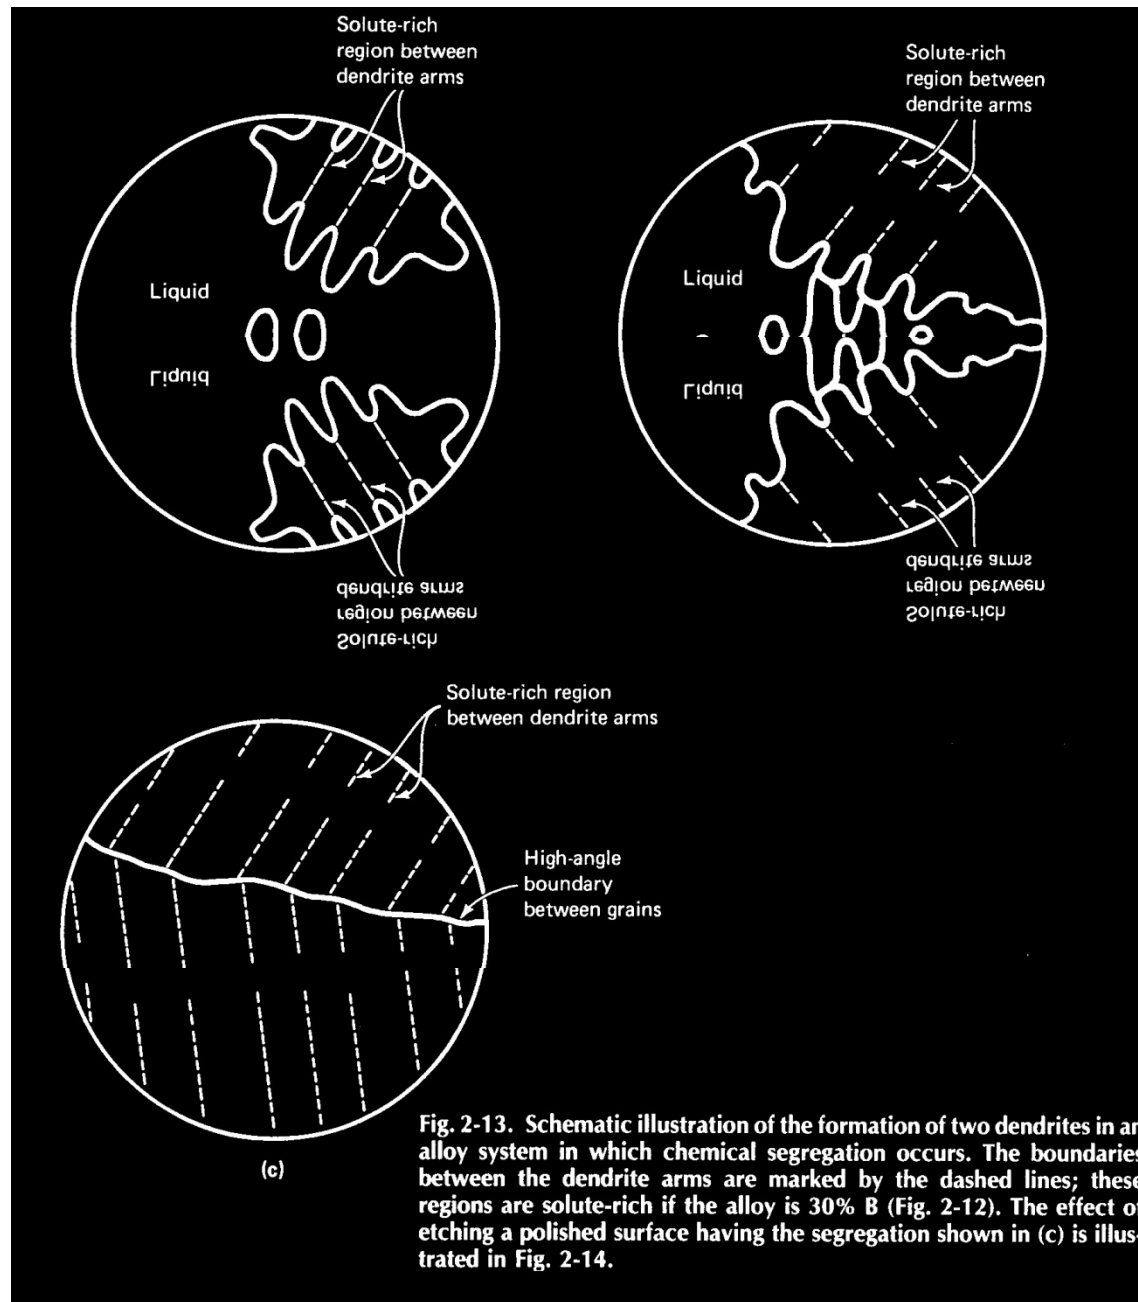 Solute-rich
region between
dendrite arms
Liquid
Liquid
dendrite arms
region between
Solute-rich
Solute-rich
region between
dendrite arms
Liquid
Liquid
dendrite arms
region between
Solute-rich
Solute-rich region
between dendrite arms
High-angle
boundary
between grains
(c)
Fig. 2-13. Schematic illustration of the formation of two dendrites in an
alloy system in which chemical segregation occurs. The boundaries
between the dendrite arms are marked by the dashed lines; these
regions are solute-rich if the alloy is 30% B (Fig. 2-12). The effect of
etching a polished surface having the segregation shown in (c) is illus-
trated in Fig. 2-14.